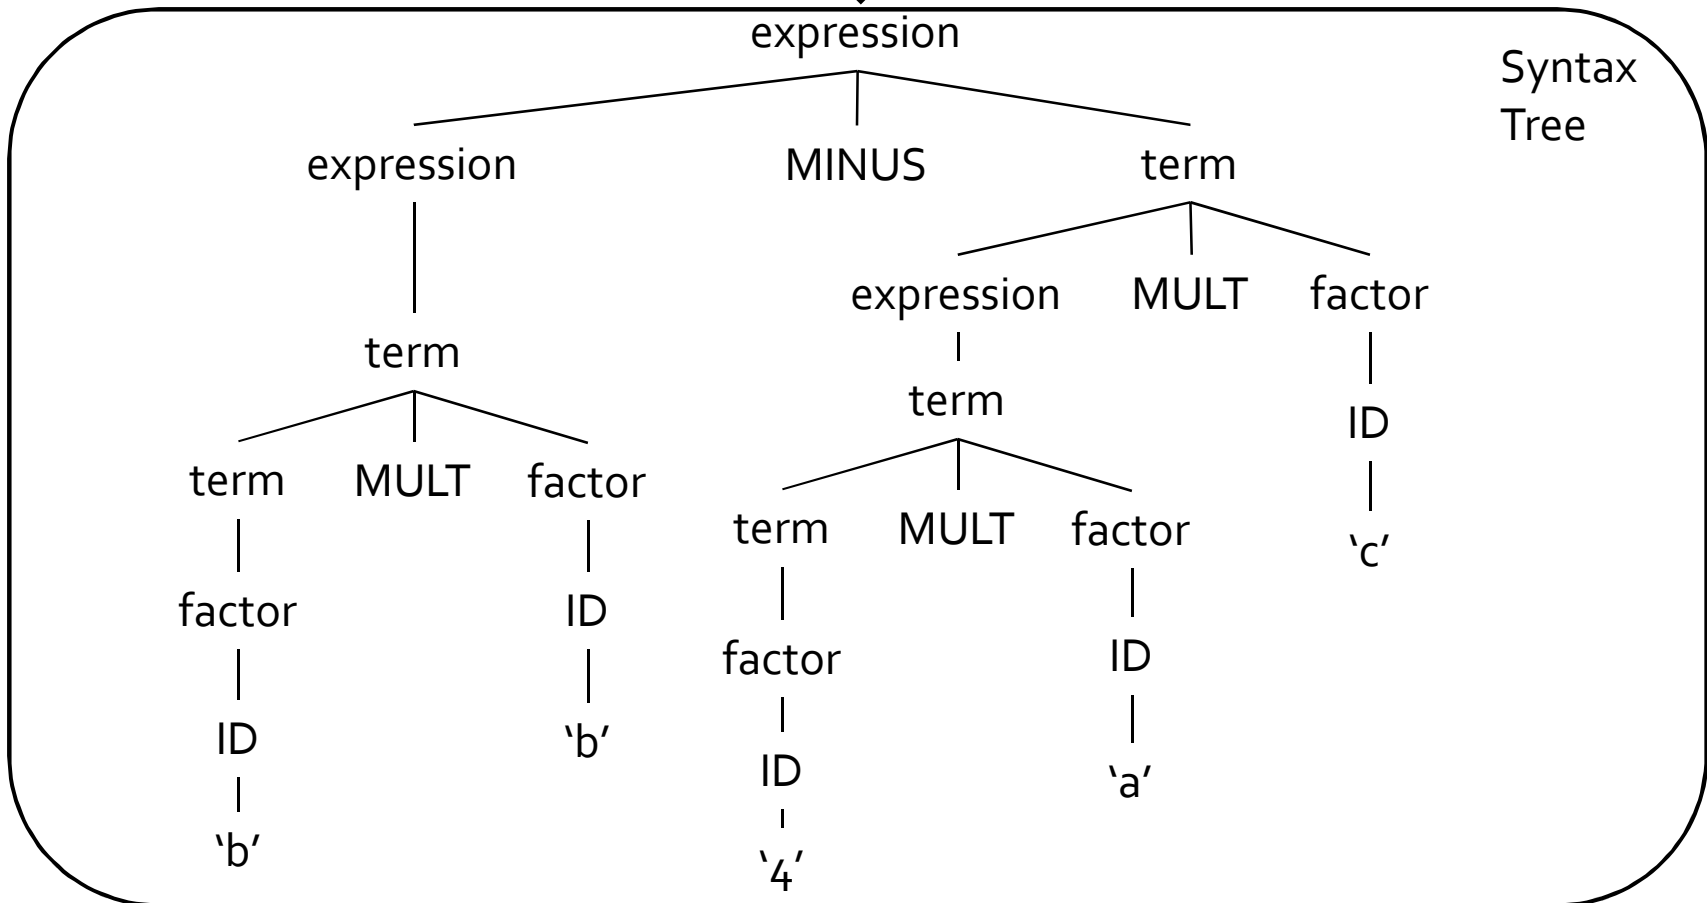 expression
Syntax
Tree
expression MINUS term
expression MULT factor
term
term
ID
term MULT factor
term MULT factor
‘c’
factor ID
factor ID
ID ‘b’
ID ‘a’
‘b’
‘4’